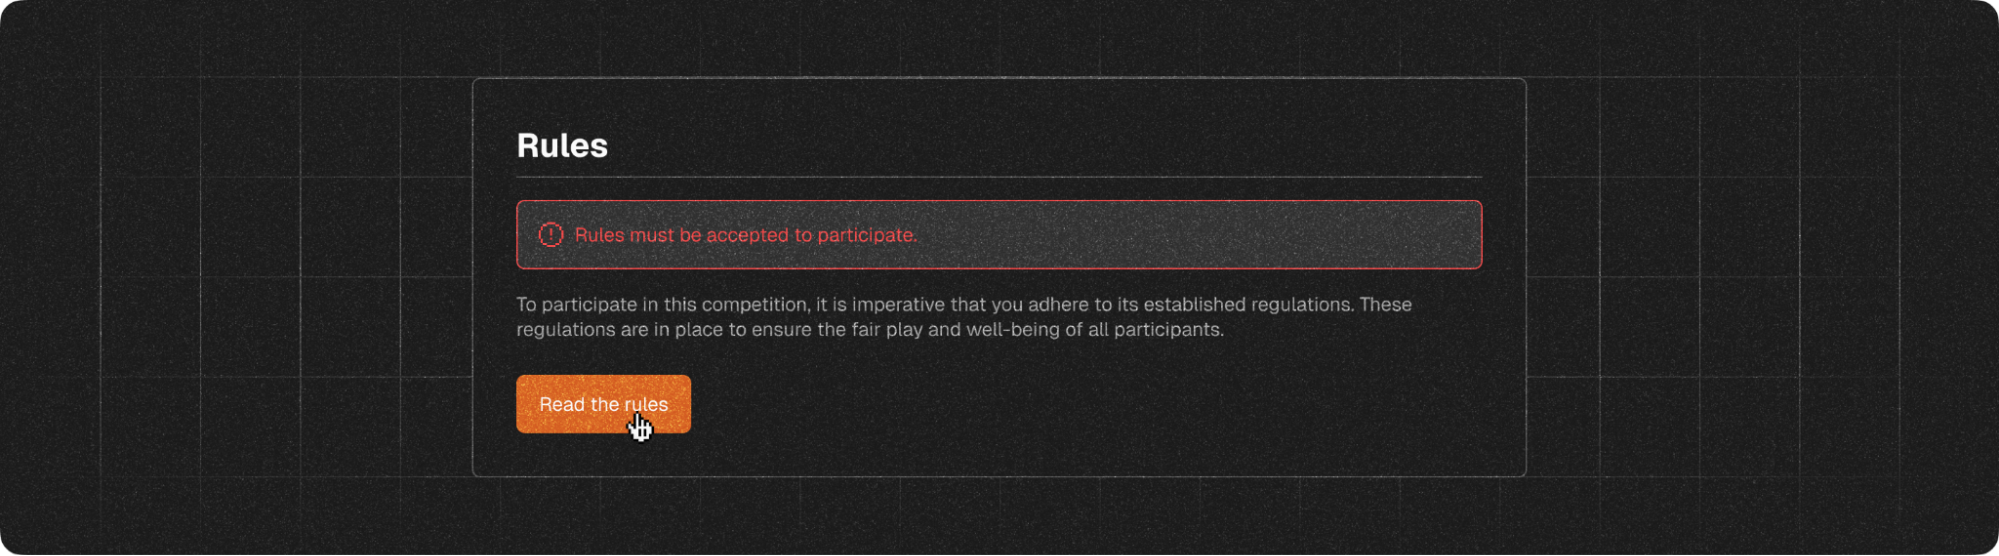 Rules
Rules must be accepted to participate.
To participate in this competition, it is imperative that you adhere to its established regulations. These
regulations are in place to ensure the fair play and well-being of all participants.
Read the rules